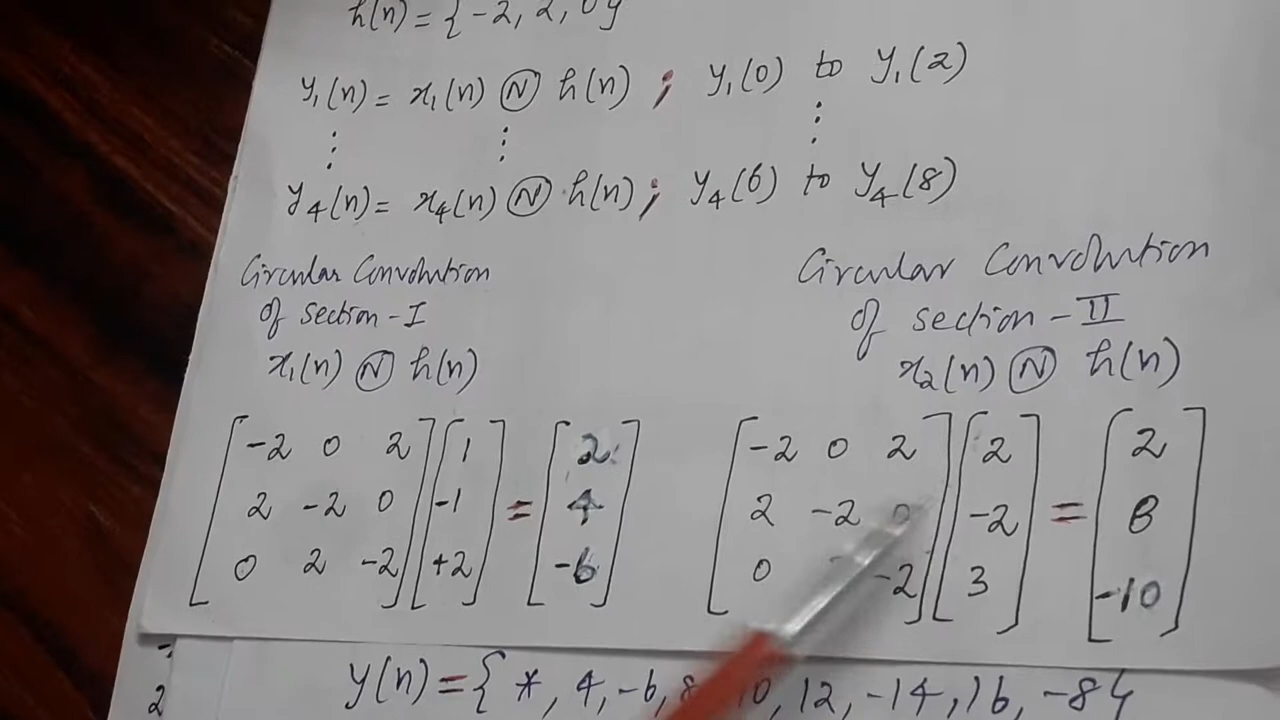 h(n) = { -2, 2, 0 }
y₁(n) = x₁(n) Ⓝ h(n) ; y₁(0) to y₁(2)
⋮ ⋮ ⋮
y₄(n) = x₄(n) Ⓝ h(n) ; y₄(6) to y₄(8)
Circular Convolution
of section - I
x₁(n) Ⓝ h(n)
[ -2 0 2 ] [ 1 ] [ 2 ]
[ 2 -2 0 ] [ -1 ] = [ 4 ]
[ 0 2 -2 ] [ +2 ] [ -6 ]
Circular Convolution
of section - II
x₂(n) Ⓝ h(n)
[ -2 0 2 ] [ 2 ] [ 2 ]
[ 2 -2 0 ] [ -2 ] = [ 8 ]
[ 0 -2 ] [ 3 ] [ -10 ]
2
y(n) = { *, 4, -6, 8 10, 12, -14, 16, -8 }